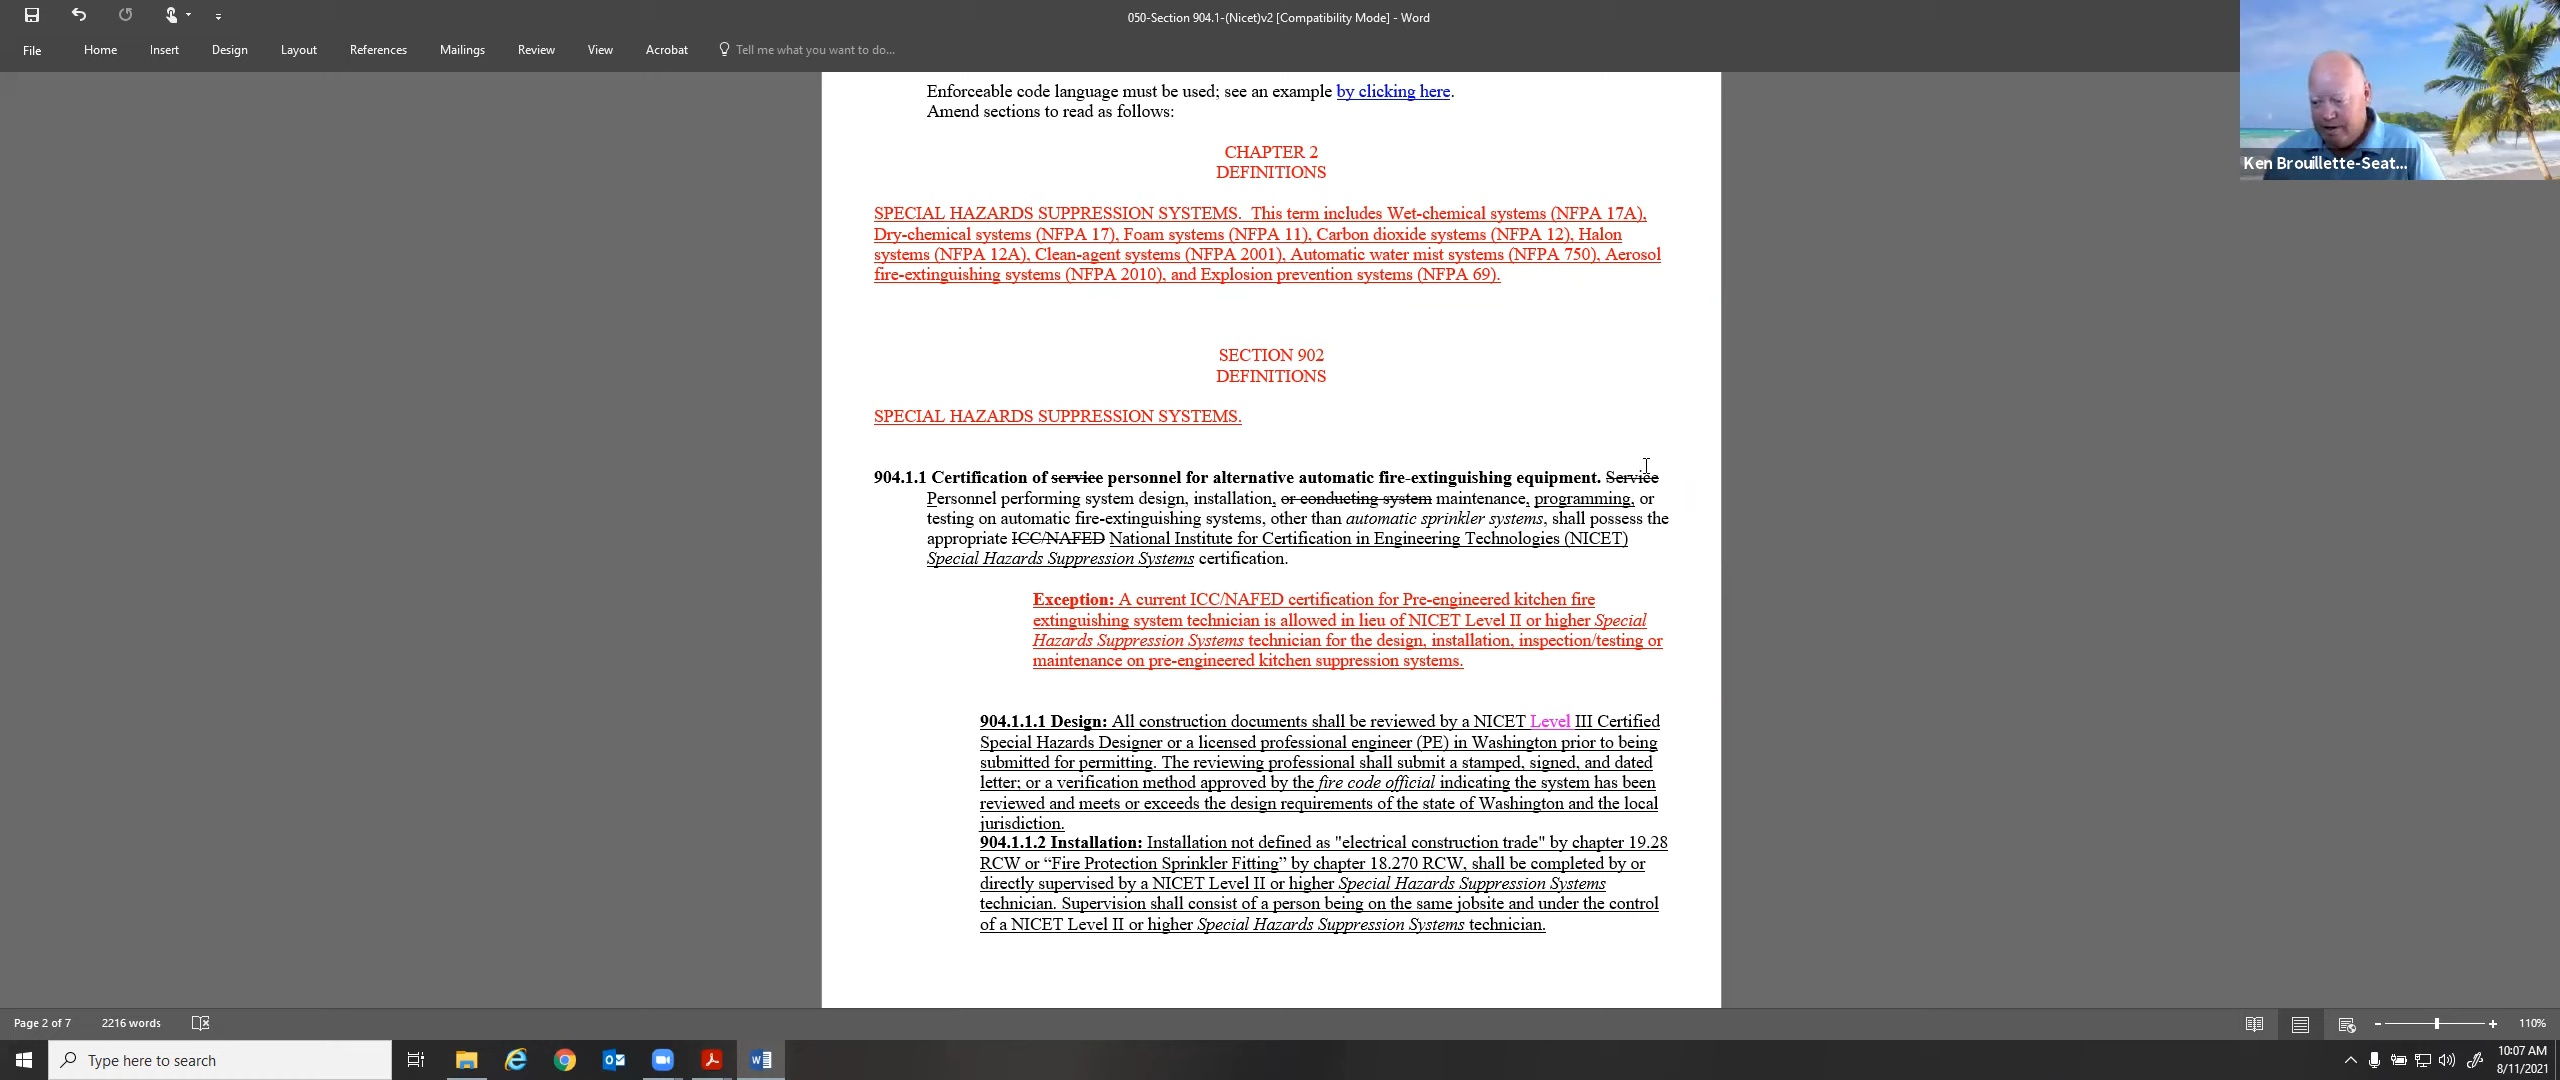 050-Section 904.1-(Nicet)v2 [Compatibility Mode] - Word
File Home Insert Design Layout References Mailings Review View Acrobat Tell me what you want to do...
Ken Brouillette-Seat...
Enforceable code language must be used; see an example by clicking here.
Amend sections to read as follows:
CHAPTER 2
DEFINITIONS
SPECIAL HAZARDS SUPPRESSION SYSTEMS. This term includes Wet-chemical systems (NFPA 17A),
Dry-chemical systems (NFPA 17), Foam systems (NFPA 11), Carbon dioxide systems (NFPA 12), Halon
systems (NFPA 12A), Clean-agent systems (NFPA 2001), Automatic water mist systems (NFPA 750), Aerosol
fire-extinguishing systems (NFPA 2010), and Explosion prevention systems (NFPA 69).
SECTION 902
DEFINITIONS
SPECIAL HAZARDS SUPPRESSION SYSTEMS.
904.1.1 Certification of service personnel for alternative automatic fire-extinguishing equipment. Service
Personnel performing system design, installation, or conducting system maintenance, programming, or
testing on automatic fire-extinguishing systems, other than automatic sprinkler systems, shall possess the
appropriate ICC/NAFED National Institute for Certification in Engineering Technologies (NICET)
Special Hazards Suppression Systems certification.
Exception: A current ICC/NAFED certification for Pre-engineered kitchen fire
extinguishing system technician is allowed in lieu of NICET Level II or higher Special
Hazards Suppression Systems technician for the design, installation, inspection/testing or
maintenance on pre-engineered kitchen suppression systems.
904.1.1.1 Design: All construction documents shall be reviewed by a NICET Level III Certified
Special Hazards Designer or a licensed professional engineer (PE) in Washington prior to being
submitted for permitting. The reviewing professional shall submit a stamped, signed, and dated
letter; or a verification method approved by the fire code official indicating the system has been
reviewed and meets or exceeds the design requirements of the state of Washington and the local
jurisdiction.
904.1.1.2 Installation: Installation not defined as "electrical construction trade" by chapter 19.28
RCW or “Fire Protection Sprinkler Fitting” by chapter 18.270 RCW, shall be completed by or
directly supervised by a NICET Level II or higher Special Hazards Suppression Systems
technician. Supervision shall consist of a person being on the same jobsite and under the control
of a NICET Level II or higher Special Hazards Suppression Systems technician.
Page 2 of 7 2216 words 110%
Type here to search
10:07 AM
8/11/2021